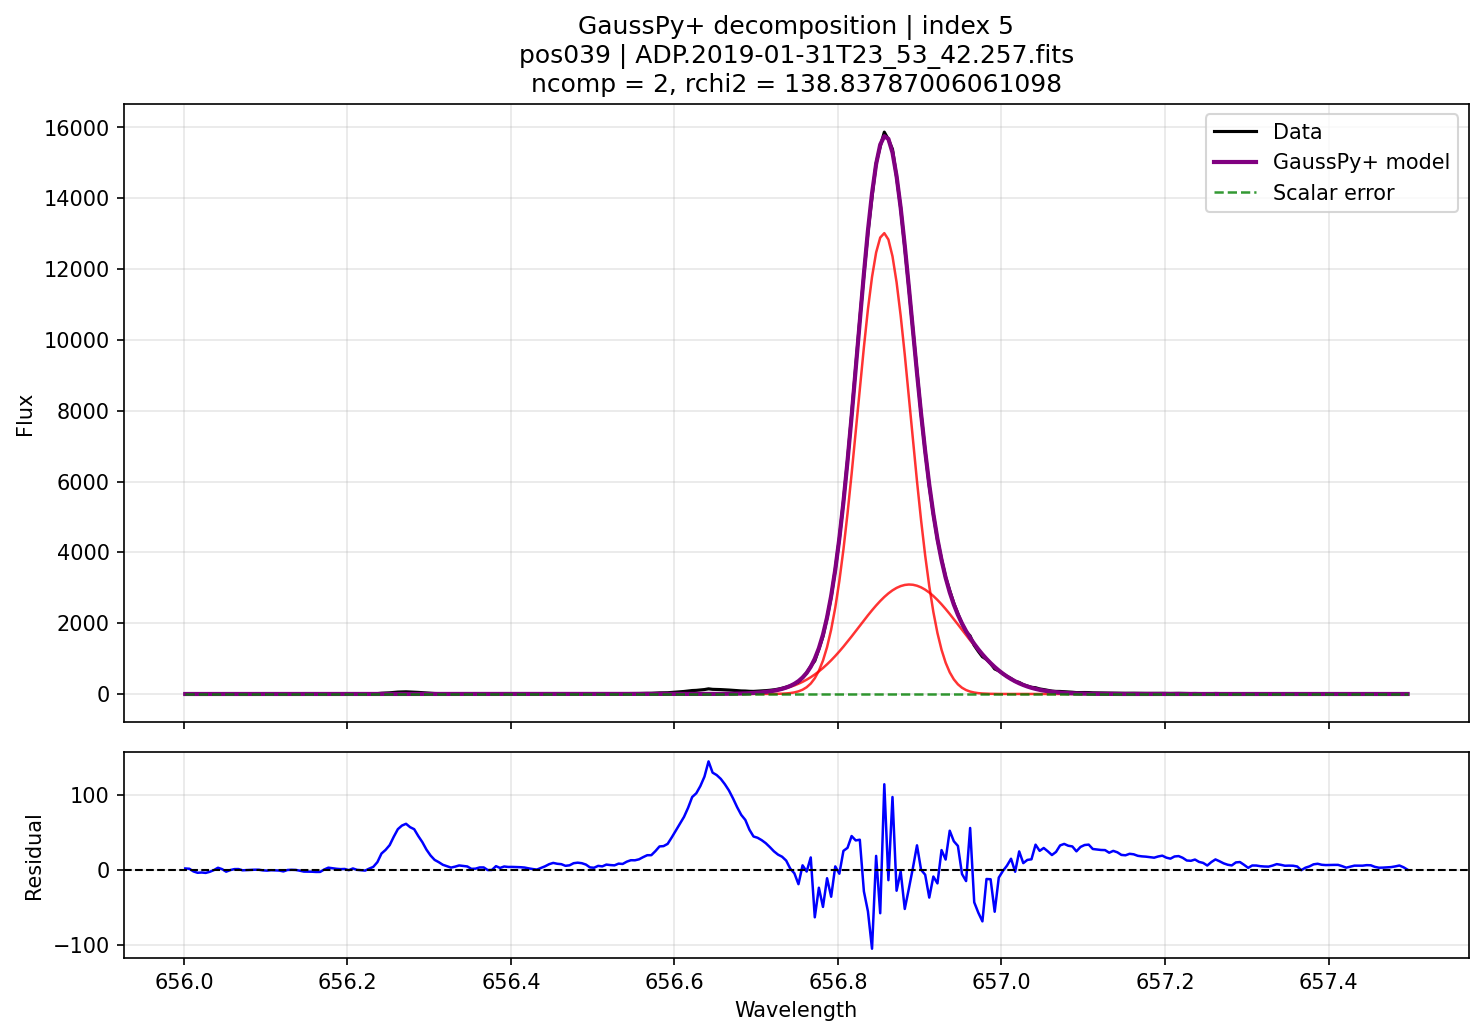 GaussPy+ decomposition | index 5
pos039 | ADP.2019-01-31T23_53_42.257.fits
ncomp = 2, rchi2 = 138.83787006061098
Data
GaussPy+ model
Scalar error
16000
14000
12000
10000
8000
6000
4000
2000
0
Flux
100
0
−100
Residual
656.0 656.2 656.4 656.6 656.8 657.0 657.2 657.4
Wavelength